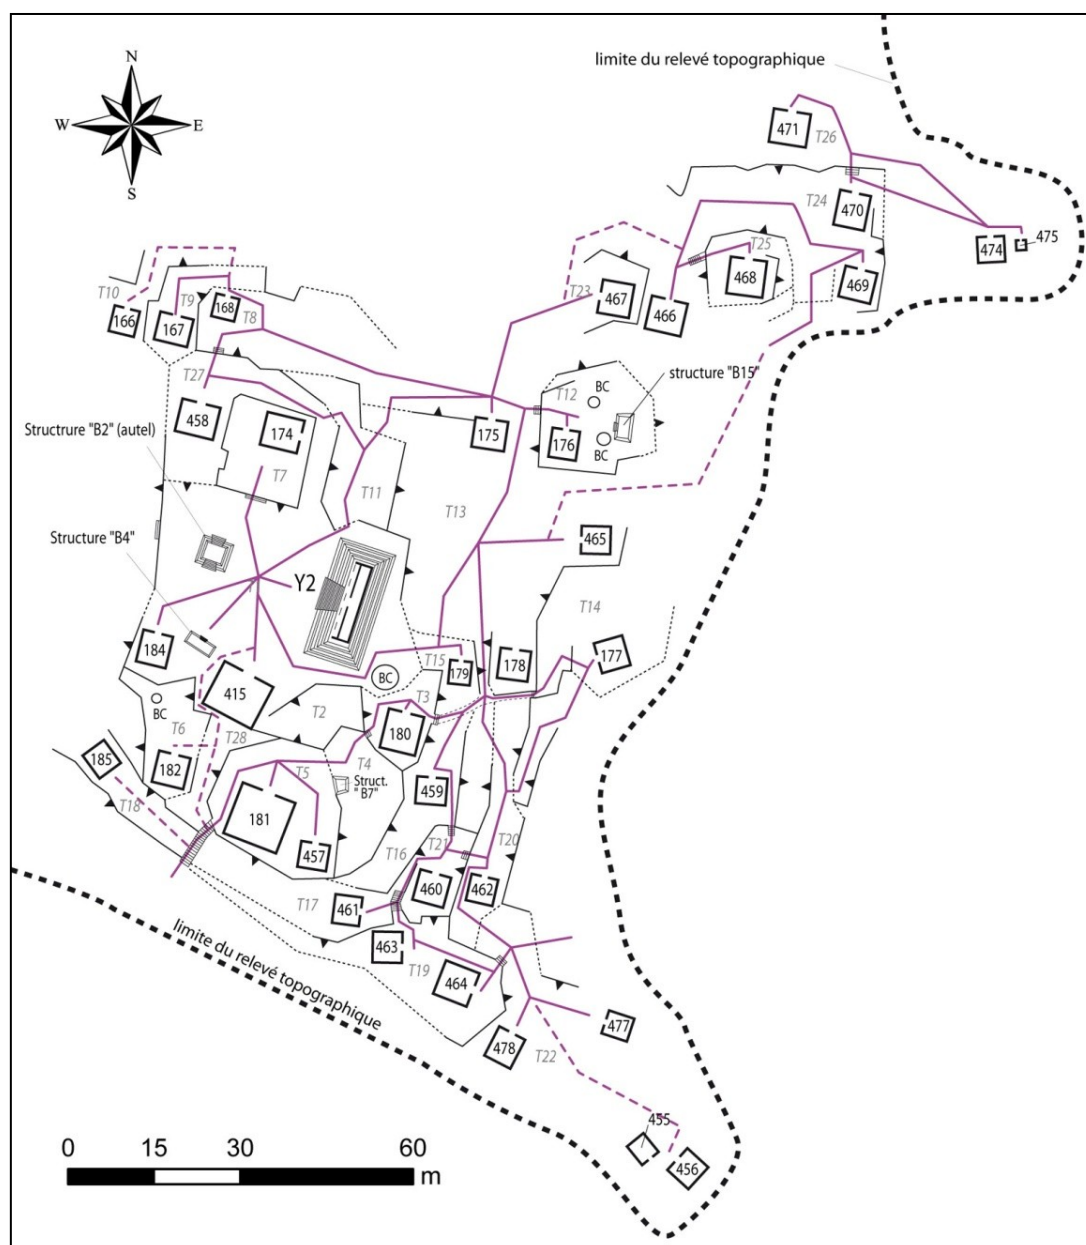 N
W E
S
limite du relevé topographique
471
T26
T24
470
475
474
T25
468
469
T10
T9
168
T8
166
167
T23
467
466
T27
structure "B15"
T12
BC
458
174
175
176
BC
Structrure "B2" (autel)
T7
T11
T13
Structure "B4"
465
Y2
T14
184
T15
179
178
177
BC
415
BC
T2
T3
T6
T28
180
185
182
T4
T5
Struct.
" B7"
459
T18
181
457
T16
T21
T20
460
462
T17
461
463
T19
464
limite du relevé topographique
477
478
T22
455
456
0 15 30 60
m